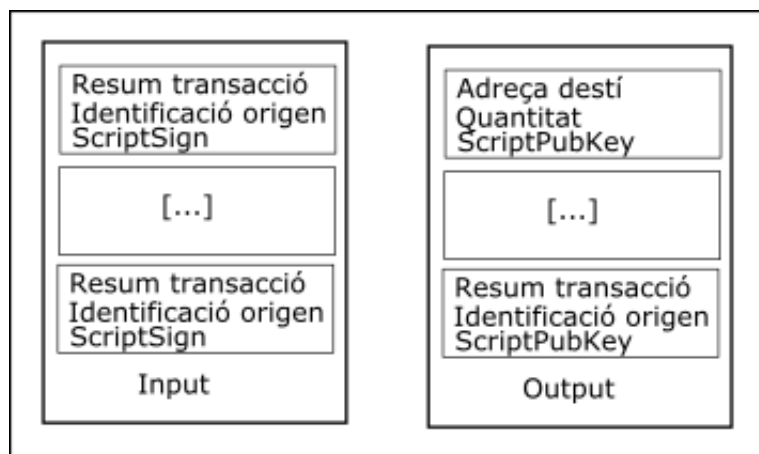 Resum transacció
Identificació origen
ScriptSign
[...]
Resum transacció
Identificació origen
ScriptSign
Input
Adreça destí
Quantitat
ScriptPubKey
[...]
Resum transacció
Identificació origen
ScriptPubKey
Output